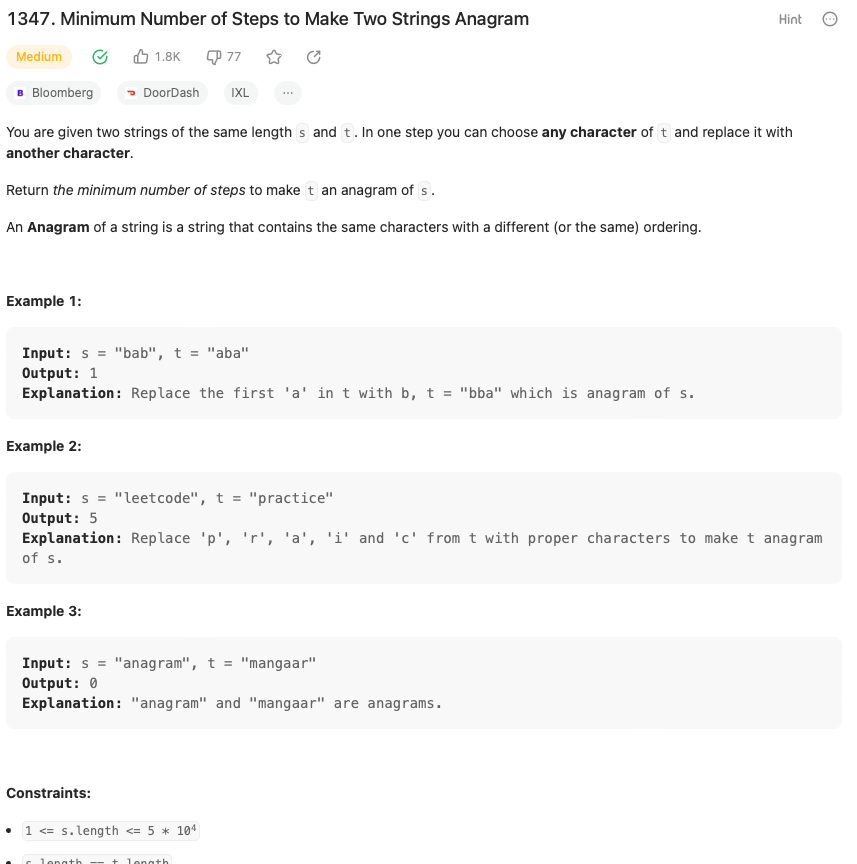 1347. Minimum Number of Steps to Make Two Strings Anagram
Hint
Medium
1.8K
77
Bloomberg
DoorDash
IXL
You are given two strings of the same length s and t. In one step you can choose any character of t and replace it with
another character.
Return the minimum number of steps to make t an anagram of s.
An Anagram of a string is a string that contains the same characters with a different (or the same) ordering.
Example 1:
Input: s = "bab", t = "aba"
Output: 1
Explanation: Replace the first 'a' in t with b, t = "bba" which is anagram of s.
Example 2:
Input: s = "leetcode", t = "practice"
Output: 5
Explanation: Replace 'p', 'r', 'a', 'i' and 'c' from t with proper characters to make t anagram
of s.
Example 3:
Input: s = "anagram", t = "mangaar"
Output: 0
Explanation: "anagram" and "mangaar" are anagrams.
Constraints:
1 <= s.length <= 5 * 10⁴
s.length == t.length